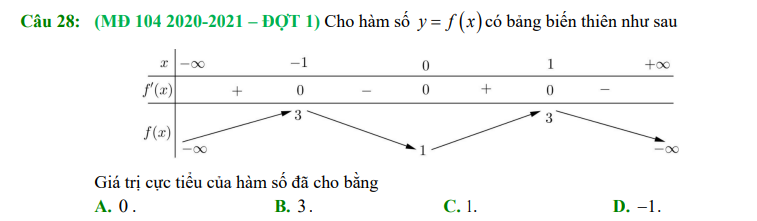 Câu 28: (MĐ 104 2020-2021 – ĐỢT 1) Cho hàm số y = f(x) có bảng biến thiên như sau
x −∞ −1 0 1 +∞
f′(x) + 0 − 0 + 0 −
3 3
f(x)
−∞ 1 −∞
Giá trị cực tiểu của hàm số đã cho bằng
A. 0 . B. 3 . C. 1. D. −1.